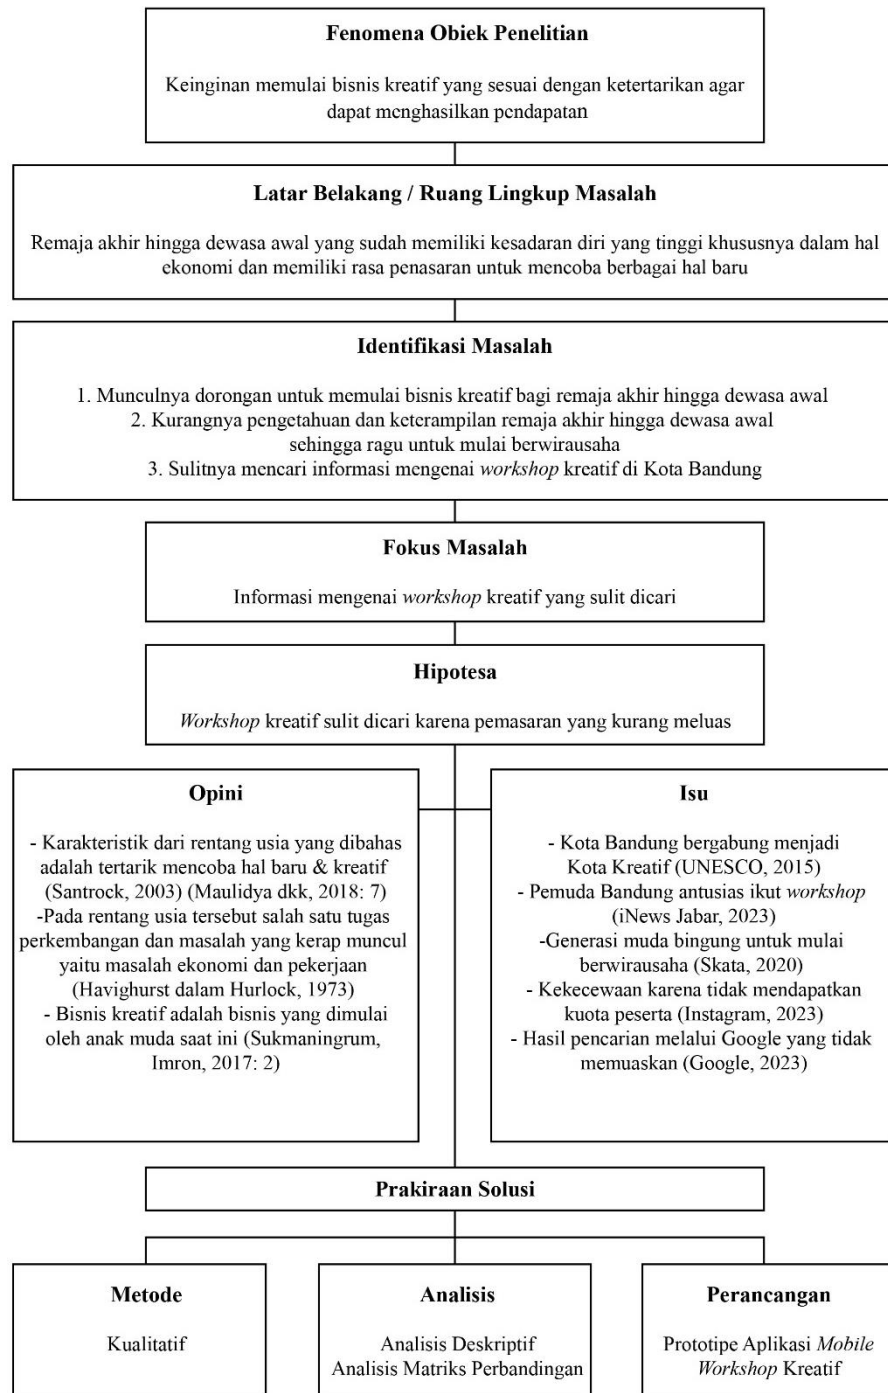 Fenomena Obiek Penelitian
Keinginan memulai bisnis kreatif yang sesuai dengan ketertarikan agar
dapat menghasilkan pendapatan
Latar Belakang / Ruang Lingkup Masalah
Remaja akhir hingga dewasa awal yang sudah memiliki kesadaran diri yang tinggi khususnya dalam hal
ekonomi dan memiliki rasa penasaran untuk mencoba berbagai hal baru
Identifikasi Masalah
1. Munculnya dorongan untuk memulai bisnis kreatif bagi remaja akhir hingga dewasa awal
2. Kurangnya pengetahuan dan keterampilan remaja akhir hingga dewasa awal
sehingga ragu untuk mulai berwirausaha
3. Sulitnya mencari informasi mengenai workshop kreatif di Kota Bandung
Fokus Masalah
Informasi mengenai workshop kreatif yang sulit dicari
Hipotesa
Workshop kreatif sulit dicari karena pemasaran yang kurang meluas
Opini
- Karakteristik dari rentang usia yang dibahas
adalah tertarik mencoba hal baru & kreatif
(Santrock, 2003) (Maulidya dkk, 2018: 7)
-Pada rentang usia tersebut salah satu tugas
perkembangan dan masalah yang kerap muncul
yaitu masalah ekonomi dan pekerjaan
(Havighurst dalam Hurlock, 1973)
- Bisnis kreatif adalah bisnis yang dimulai
oleh anak muda saat ini (Sukmaningrum,
Imron, 2017: 2)
Isu
- Kota Bandung bergabung menjadi
Kota Kreatif (UNESCO, 2015)
- Pemuda Bandung antusias ikut workshop
(iNews Jabar, 2023)
-Generasi muda bingung untuk mulai
berwirausaha (Skata, 2020)
- Kekecewaan karena tidak mendapatkan
kuota peserta (Instagram, 2023)
- Hasil pencarian melalui Google yang tidak
memuaskan (Google, 2023)
Prakiraan Solusi
Metode
Kualitatif
Analisis
Analisis Deskriptif
Analisis Matriks Perbandingan
Perancangan
Prototipe Aplikasi Mobile
Workshop Kreatif